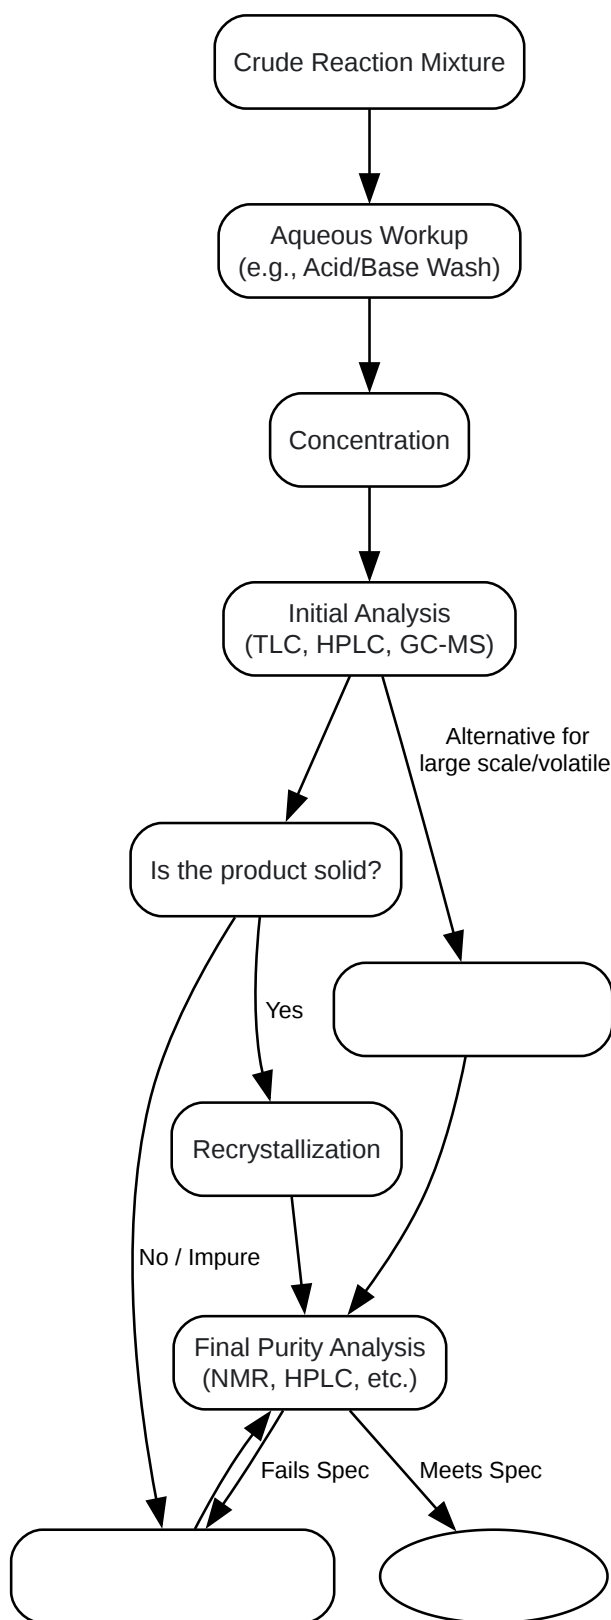 Crude Reaction Mixture
Aqueous Workup
(e.g., Acid/Base Wash)
Concentration
Initial Analysis
(TLC, HPLC, GC-MS)
Alternative for
large scale/volatile
Is the product solid?
Yes
Recrystallization
No / Impure
Final Purity Analysis
(NMR, HPLC, etc.)
Fails Spec
Meets Spec